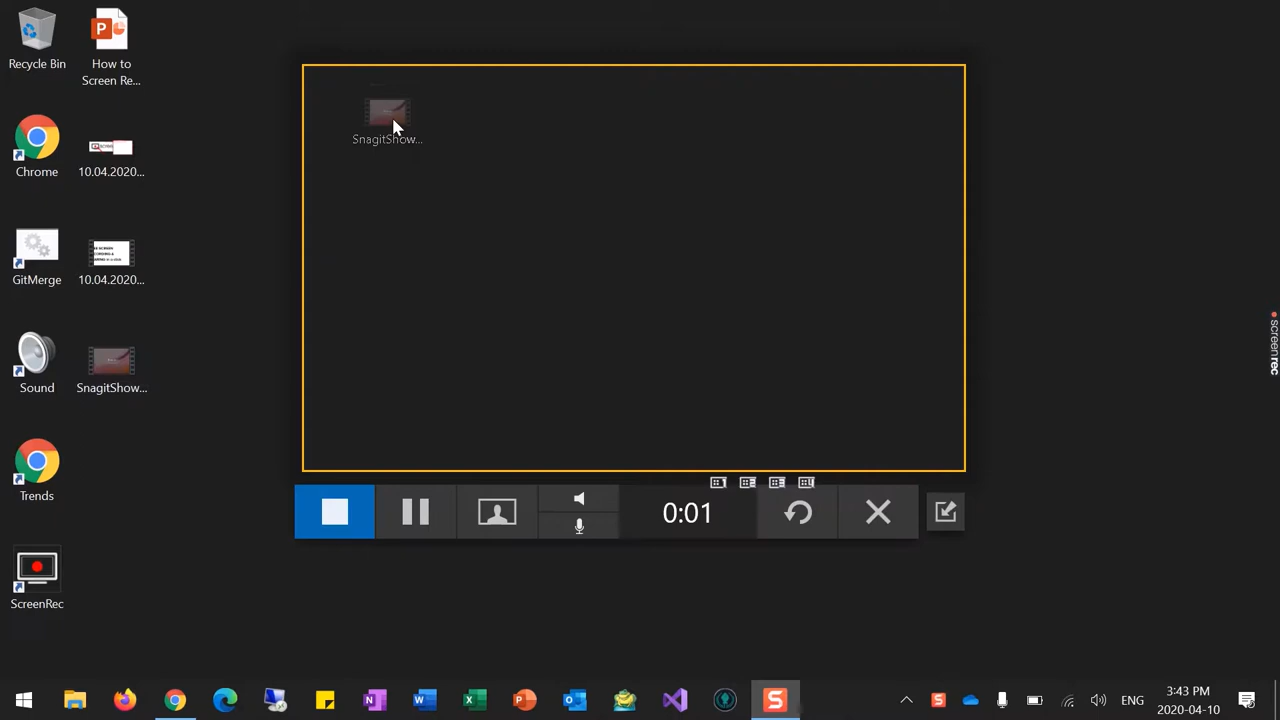 Recycle Bin
How to
Screen Re...
Chrome
10.04.2020...
GitMerge
10.04.2020...
Sound
SnagitShow...
Trends
ScreenRec
SnagitShow...
0:01
screenrec
ENG
3:43 PM
2020-04-10